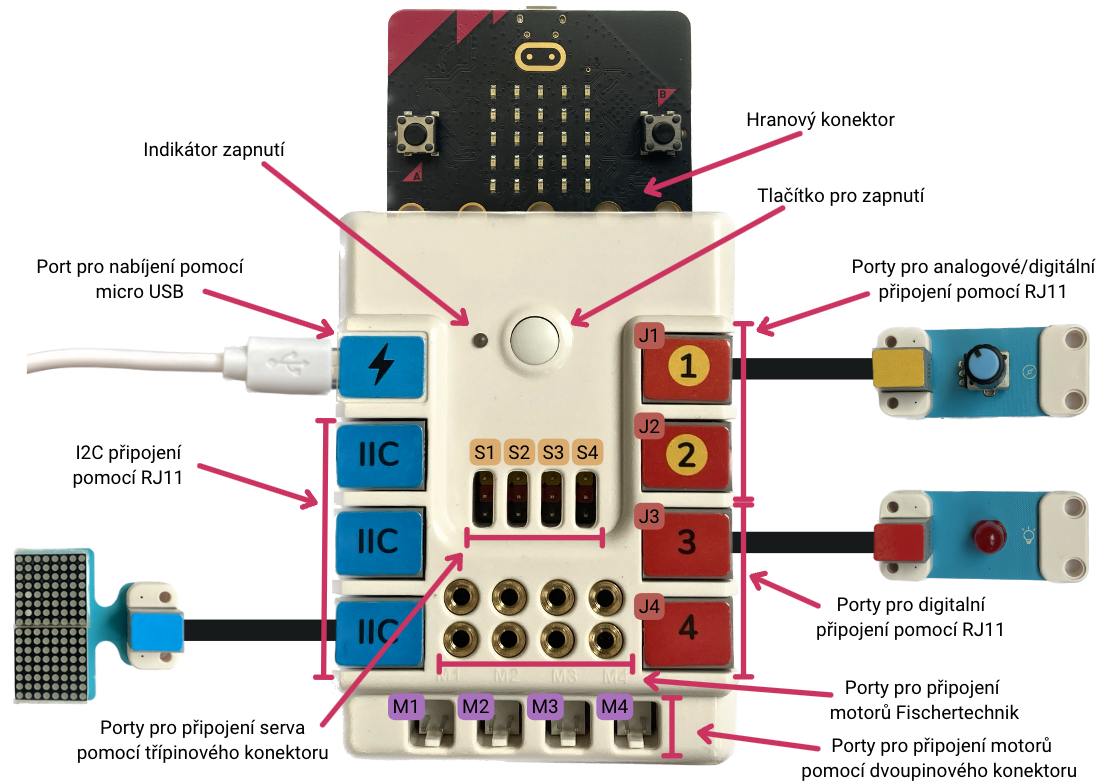 B
A
Hranový konektor
Indikátor zapnutí
Tlačítko pro zapnutí
Port pro nabíjení pomocí
micro USB
Porty pro analogové/digitální
připojení pomocí RJ11
J1
1
J2
2
I2C připojení
pomocí RJ11
IIC
S1 S2 S3 S4
J3
3
IIC
J4
4
IIC
Porty pro digitalní
připojení pomocí RJ11
M1 M2 M3 M4
Porty pro připojení
motorů Fischertechnik
M1 M2 M3 M4
Porty pro připojení serva
pomocí třípinového konektoru
Porty pro připojení motorů
pomocí dvoupinového konektoru